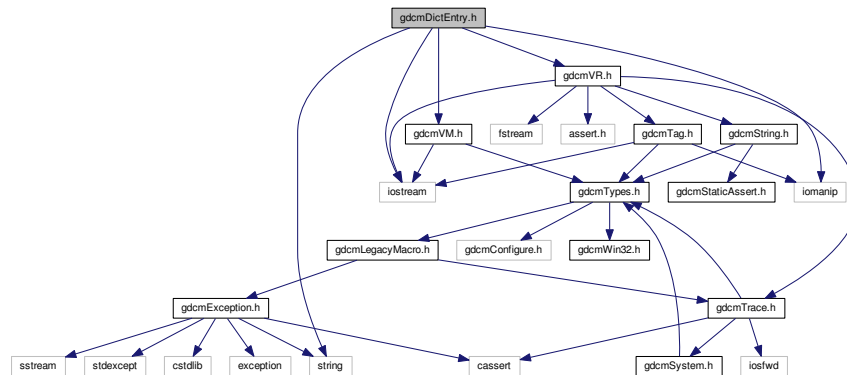 gdcmDictEntry.h
gdcmVR.h
gdcmVM.h
fstream
assert.h
gdcmTag.h
gdcmString.h
iostream
gdcmTypes.h
gdcmStaticAssert.h
iomanip
gdcmLegacyMacro.h
gdcmConfigure.h
gdcmWin32.h
gdcmException.h
gdcmTrace.h
sstream
stdexcept
cstdlib
exception
string
cassert
gdcmSystem.h
iosfwd